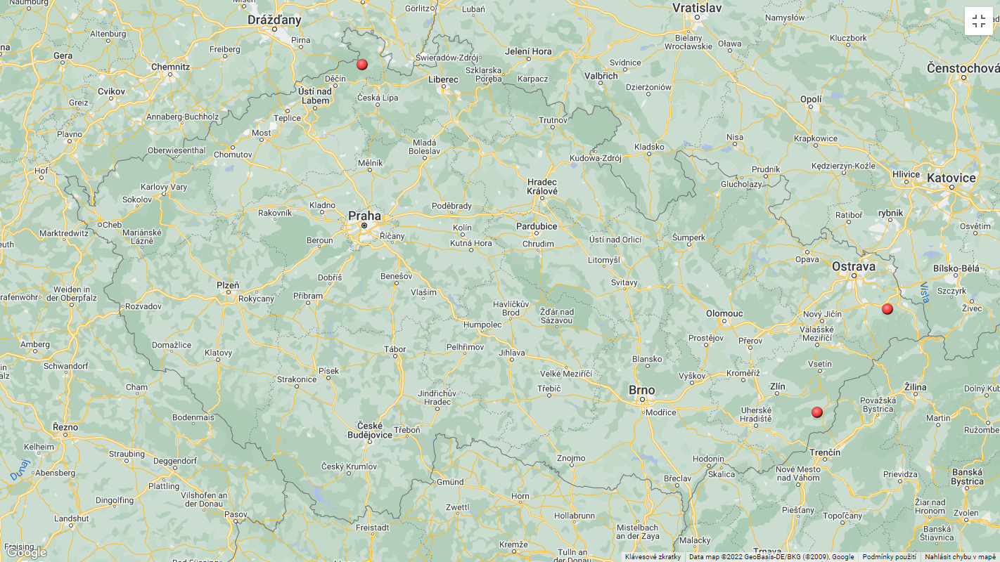 Naumburg
Míšeň
Görlitz
Lubań
Vratislav
Namysłów
Drážďany
Altenburg
Pirna
Bielany
Wrocławskie
Oława
Kluczbork
Gera
Freiberg
Świeradów-Zdrój
Jelení Hora
Svídnice
Chemnitz
Děčín
Liberec
Szklarska
Poręba
Karpacz
Valbřich
Čenstochová
Cvikov
Ústí nad
Labem
Česká Lípa
Dzierżoniów
Greiz
Annaberg-Buchholz
Teplice
Opolí
Trutnov
Plavno
Most
Nisa
Krapkowice
Oberwiesenthal
Chomutov
Mladá
Boleslav
Kladsko
Kudowa-Zdrój
Hof
Mělník
Prudník
Kędzierzyn-Koźle
Hlivice
Katovice
Karlovy Vary
Hradec
Králové
Glucholazy
Sokolov
Rakovník
Kladno
Praha
Poděbrady
Ratiboř
rybnik
Cheb
Marktredwitz
Mariánské
Lázně
Beroun
Říčany
Kolín
Kutná Hora
Pardubice
Chrudim
Ústí nad Orlicí
Šumperk
Osvětim
Litomyšl
Opava
Ostrava
Bílsko-Bělá
Weiden in
der Oberpfalz
Plzeň
Rokycany
Dobříš
Příbram
Benešov
Vlašim
Svitavy
Visla
Szczyrk
Żivec
Rozvadov
Havlíčkův
Brod
Žďár nad
Sázavou
Olomouc
Nový Jičín
Valašské
Meziříčí
Amberg
Domažlice
Klatovy
Humpolec
Pelhřimov
Jihlava
Tábor
Prostějov
Přerov
Schwandorf
Cham
Strakonice
Písek
Velké Meziříčí
Blansko
Vyškov
Kroměříž
Vsetín
Zlín
Žilina
Dolný Kubín
Jindřichův
Hradec
Třebíč
Brno
Modřice
Považská
Bystrica
Martin
Řezno
Bodenmais
České
Budějovice
Třeboň
Uherské
Hradiště
Ružomberok
Kelheim
Dunaj
Abensberg
Straubing
Deggendorf
Český Krumlov
Znojmo
Hodonín
Skalica
Trenčín
Nové Mesto
nad Váhom
Prievidza
Banská
Bystrica
Plattling
Gmünd
Břeclav
Dingolfing
Vilshofen an
der Donau
Pasov
Zwettl
Horn
Hollabrunn
Piešťany
Topoľčany
Žiar nad
Hronom
Zvolen
Landshut
Freistadt
Mistelbach
an der Zaya
Banská
Štiavnica
Freising
Kremže
Tulln an
der Donau
Malacky
Trnava
Google
Klávesové zkratky
Data map ©2022 GeoBasis-DE/BKG (©2009), Google
Podmínky použití
Nahlásit chybu v mapě